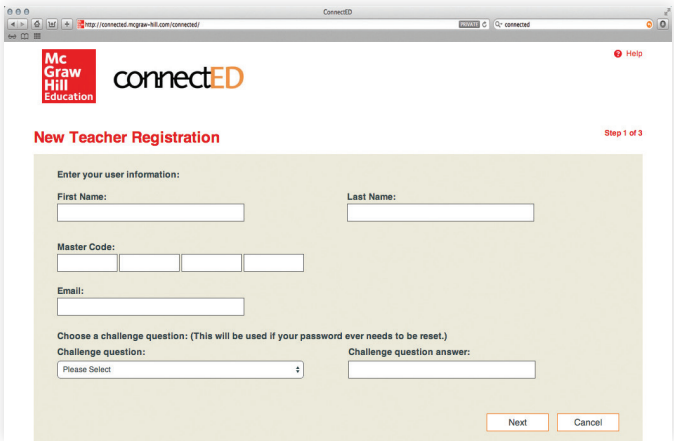 ConnectED
http://connected.mcgraw-hill.com/connected/
PRIVATE
connected
Mc
Graw
Hill
Education
connectED
Help
New Teacher Registration
Step 1 of 3
Enter your user information:
First Name: Last Name:
Master Code:
Email:
Choose a challenge question: (This will be used if your password ever needs to be reset.)
Challenge question: Challenge question answer:
Please Select
Next Cancel